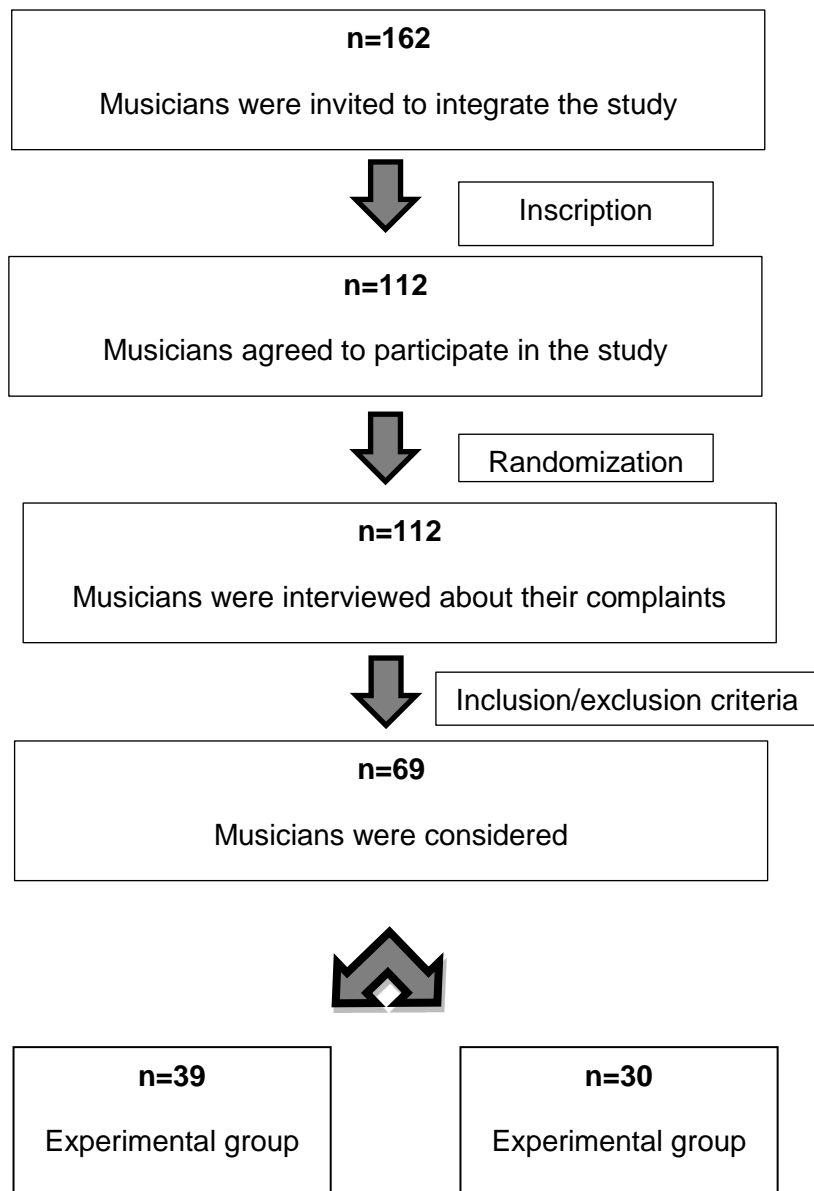 n=162
Musicians were invited to integrate the study
Inscription
n=112
Musicians agreed to participate in the study
Randomization
n=112
Musicians were interviewed about their complaints
Inclusion/exclusion criteria
n=69
Musicians were considered
n=39
Experimental group
n=30
Experimental group